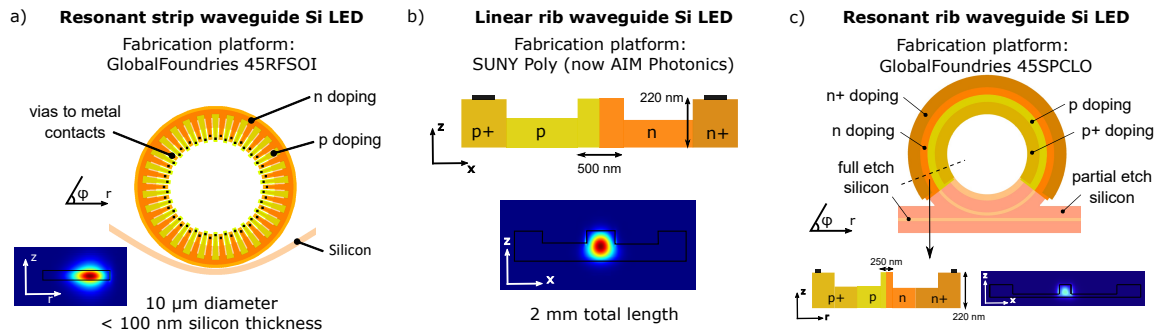 a)
Resonant strip waveguide Si LED
Fabrication platform:
GlobalFoundries 45RFSOI
n doping
vias to metal
contacts
p doping
φ
r
Silicon
z
r
10 µm diameter
< 100 nm silicon thickness
b)
Linear rib waveguide Si LED
Fabrication platform:
SUNY Poly (now AIM Photonics)
220 nm
z
p+
p
n
n+
x
500 nm
z
x
2 mm total length
c)
Resonant rib waveguide Si LED
Fabrication platform:
GlobalFoundries 45SPCLO
n+ doping
p doping
n doping
p+ doping
full etch
silicon
partial etch
silicon
φ
r
250 nm
z
p+
p
n
n+
r
220 nm
z
x